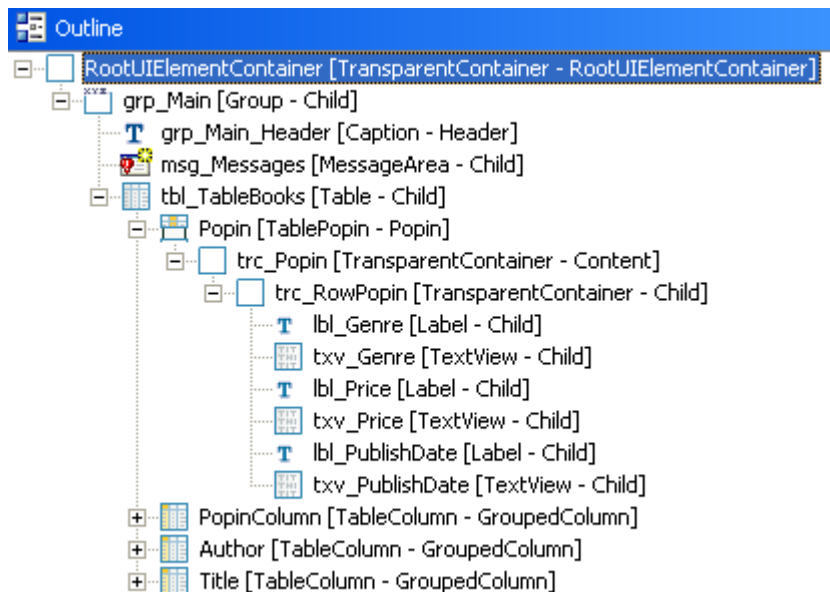 Outline
RootUIElementContainer [TransparentContainer - RootUIElementContainer]
grp_Main [Group - Child]
grp_Main_Header [Caption - Header]
msg_Messages [MessageArea - Child]
tbl_TableBooks [Table - Child]
Popin [TablePopin - Popin]
trc_Popin [TransparentContainer - Content]
trc_RowPopin [TransparentContainer - Child]
lbl_Genre [Label - Child]
txv_Genre [TextView - Child]
lbl_Price [Label - Child]
txv_Price [TextView - Child]
lbl_PublishDate [Label - Child]
txv_PublishDate [TextView - Child]
PopinColumn [TableColumn - GroupedColumn]
Author [TableColumn - GroupedColumn]
Title [TableColumn - GroupedColumn]